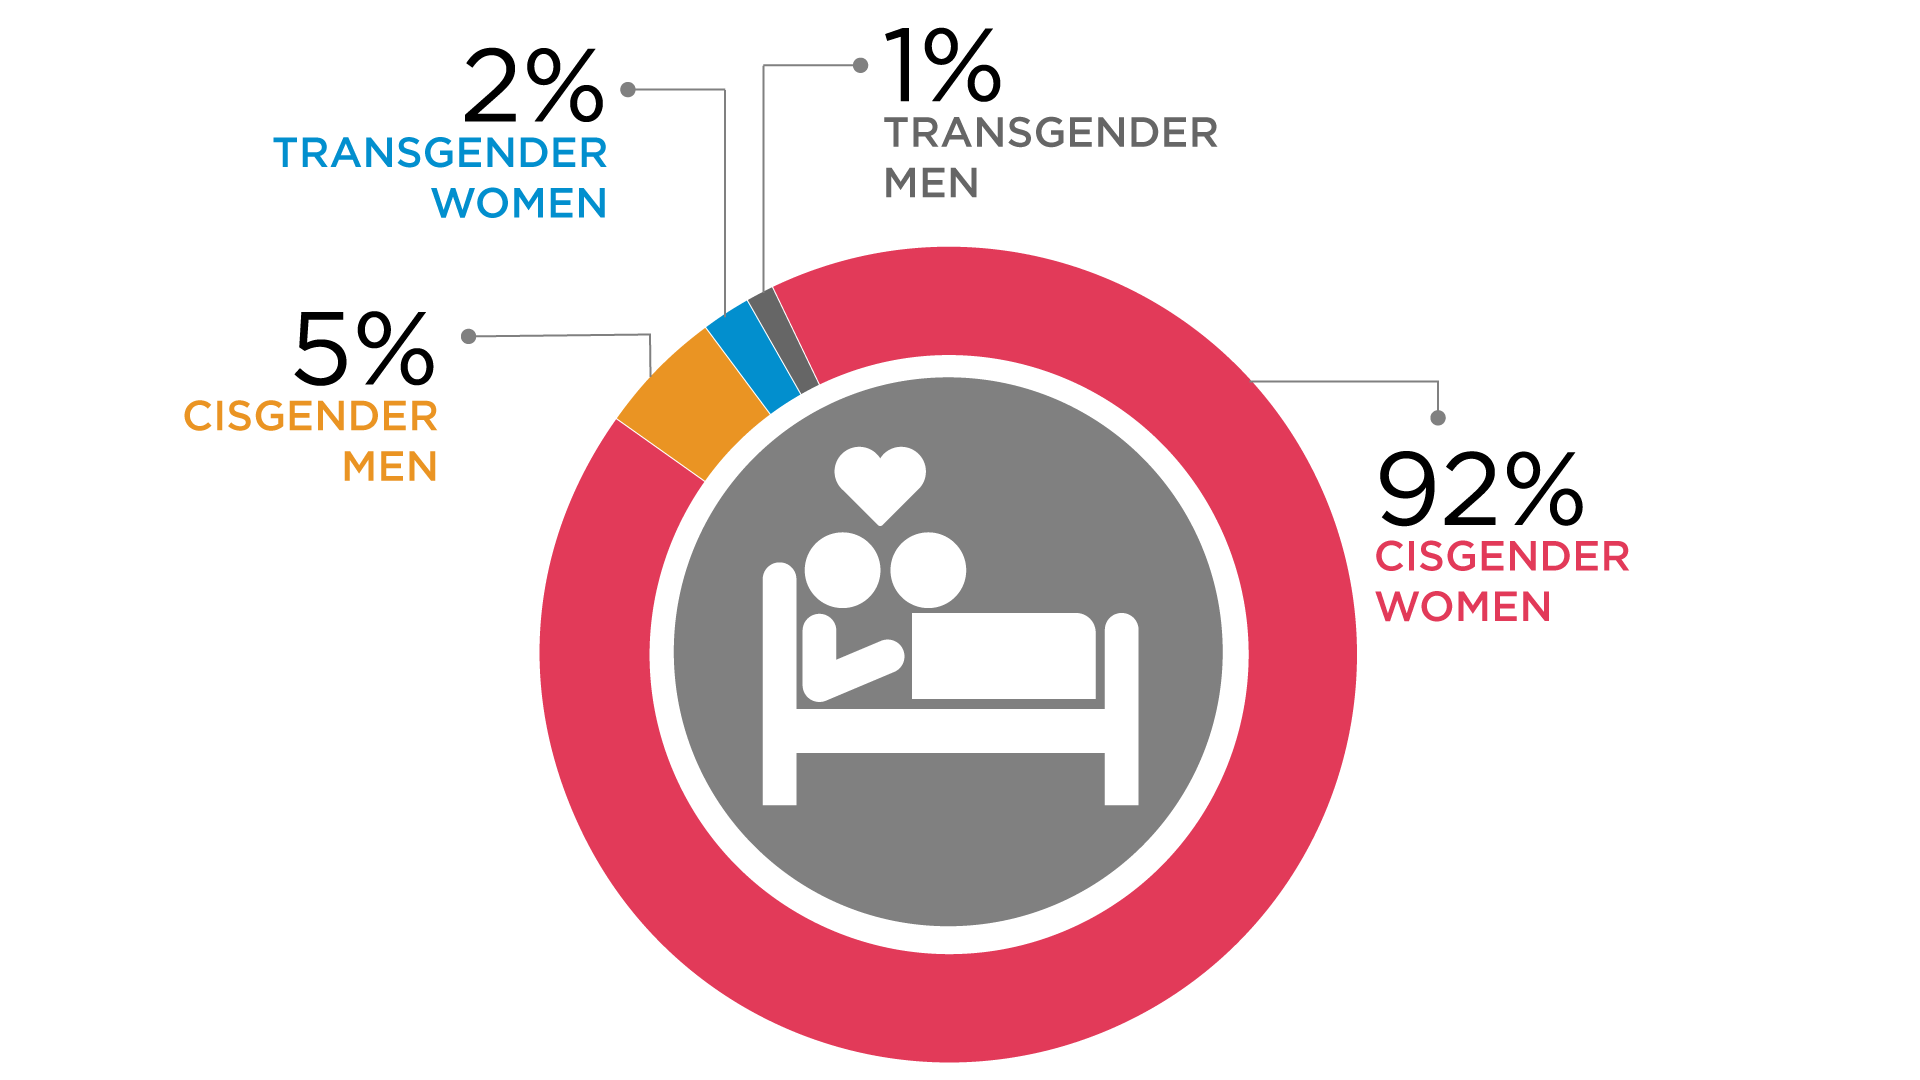 2%
TRANSGENDER
WOMEN
1%
TRANSGENDER
MEN
5%
CISGENDER
MEN
92%
CISGENDER
WOMEN